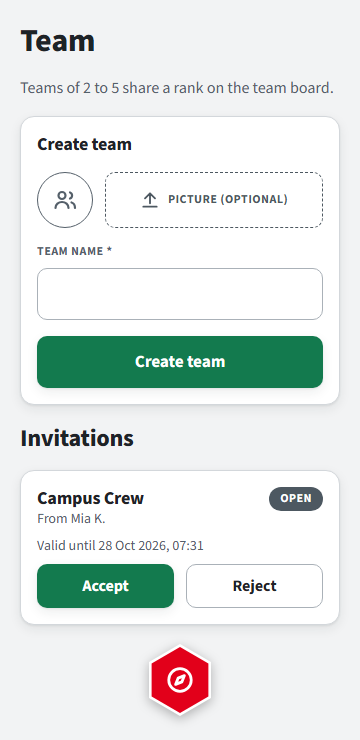 Team
Teams of 2 to 5 share a rank on the team board.
Create team
PICTURE (OPTIONAL)
TEAM NAME *
Create team
Invitations
Campus Crew
OPEN
From Mia K.
Valid until 28 Oct 2026, 07:31
Accept
Reject